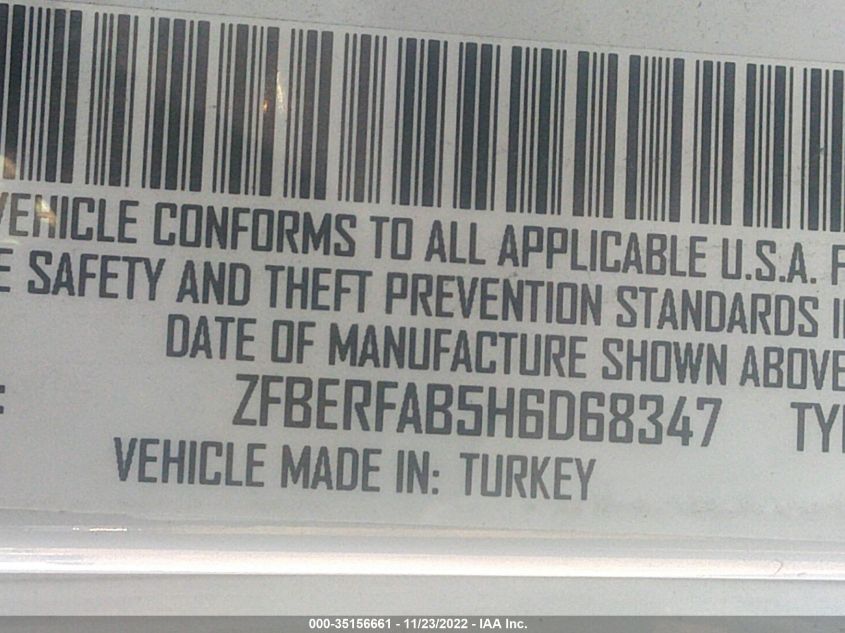 VEHICLE CONFORMS TO ALL APPLICABLE U.S.A. F
E SAFETY AND THEFT PREVENTION STANDARDS I
DATE OF MANUFACTURE SHOWN ABOVE
: ZFBERFAB5H6D68347 TY
VEHICLE MADE IN: TURKEY
000-35156661 - 11/23/2022 - IAA Inc.